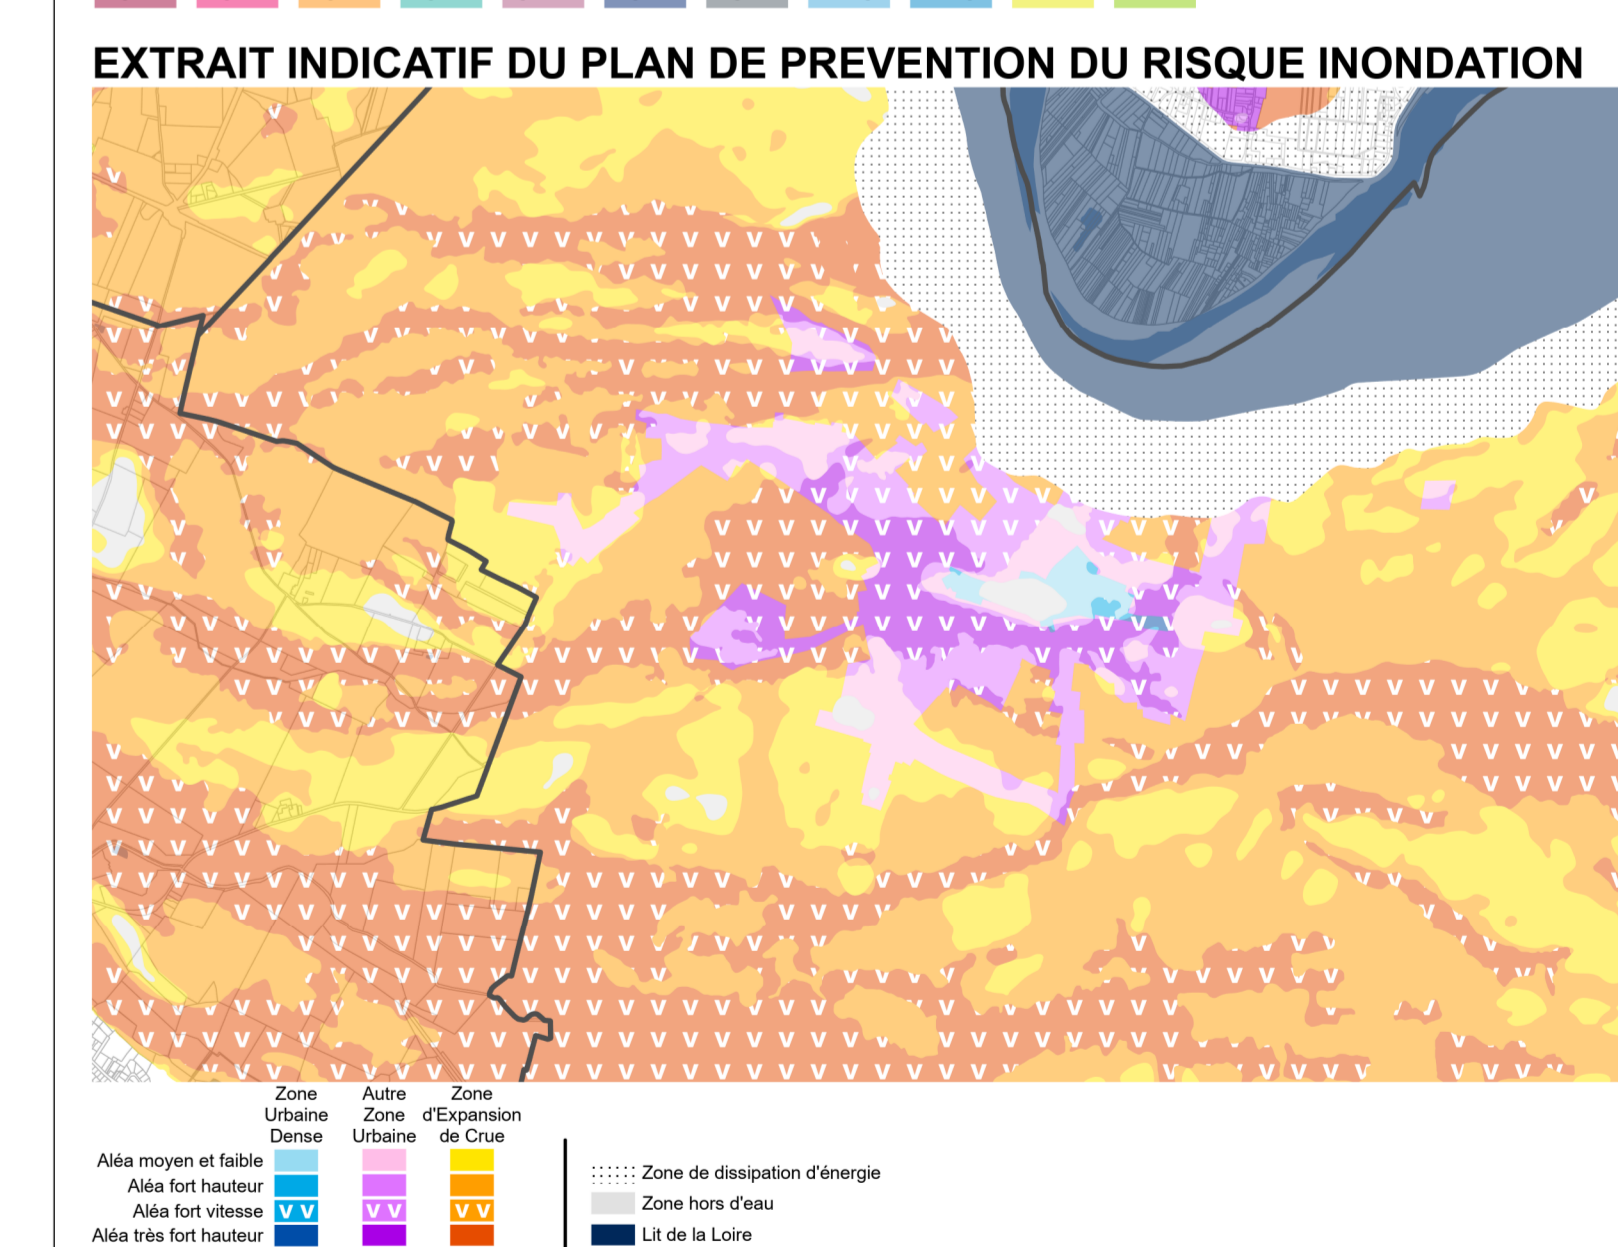 EXTRAIT INDICATIF DU PLAN DE PREVENTION DU RISQUE INONDATION
Zone Urbaine Dense
Autre Zone Urbaine
Zone d'Expansion de Crue
Aléa moyen et faible
Aléa fort hauteur
Aléa fort vitesse
V V
V V
V V
Aléa très fort hauteur
Zone de dissipation d'énergie
Zone hors d'eau
Lit de la Loire